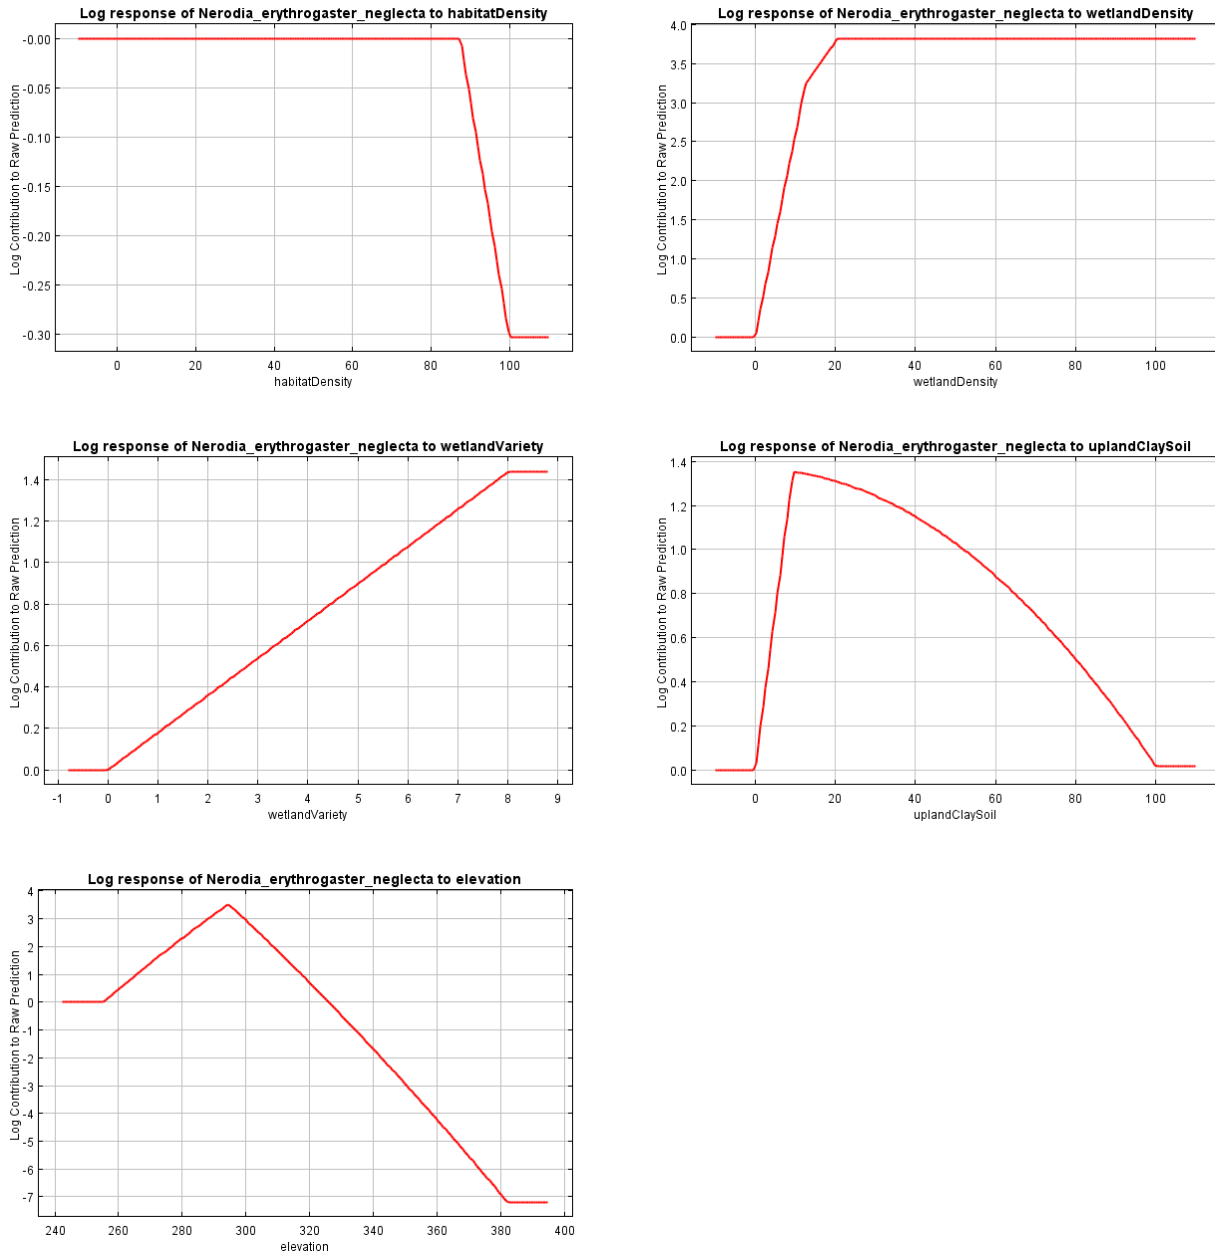 Log response of Nerodia_erythrogaster_neglecta to habitatDensity
Log Contribution to Raw Prediction
-0.00
-0.05
-0.10
-0.15
-0.20
-0.25
-0.30
0 20 40 60 80 100
habitatDensity
Log response of Nerodia_erythrogaster_neglecta to wetlandDensity
Log Contribution to Raw Prediction
4.0
3.5
3.0
2.5
2.0
1.5
1.0
0.5
0.0
0 20 40 60 80 100
wetlandDensity
Log response of Nerodia_erythrogaster_neglecta to wetlandVariety
Log Contribution to Raw Prediction
1.4
1.2
1.0
0.8
0.6
0.4
0.2
0.0
-1 0 1 2 3 4 5 6 7 8 9
wetlandVariety
Log response of Nerodia_erythrogaster_neglecta to uplandClaySoil
Log Contribution to Raw Prediction
1.4
1.2
1.0
0.8
0.6
0.4
0.2
0.0
0 20 40 60 80 100
uplandClaySoil
Log response of Nerodia_erythrogaster_neglecta to elevation
Log Contribution to Raw Prediction
4
3
2
1
0
-1
-2
-3
-4
-5
-6
-7
240 260 280 300 320 340 360 380 400
elevation